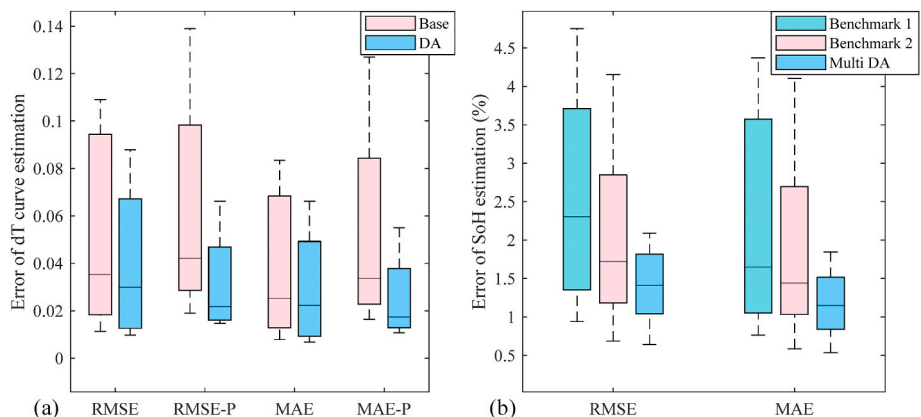 Error of dT curve estimation
0.14
0.12
0.1
0.08
0.06
0.04
0.02
0
Base
DA
RMSE
RMSE-P
MAE
MAE-P
(a)
Error of SoH estimation (%)
4.5
4
3.5
3
2.5
2
1.5
1
0.5
Benchmark 1
Benchmark 2
Multi DA
RMSE
MAE
(b)